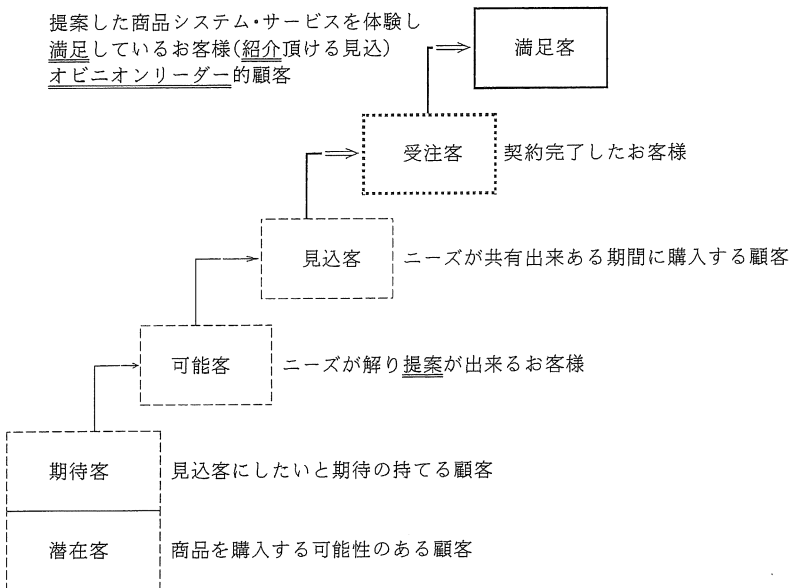 提案した商品システム・サービスを体験し
満足しているお客様(紹介頂ける見込)
オピニオンリーダー的顧客
満足客
受注客 契約完了したお客様
見込客 ニーズが共有出来ある期間に購入する顧客
可能客 ニーズが解り提案が出来るお客様
期待客 見込客にしたいと期待の持てる顧客
潜在客 商品を購入する可能性のある顧客